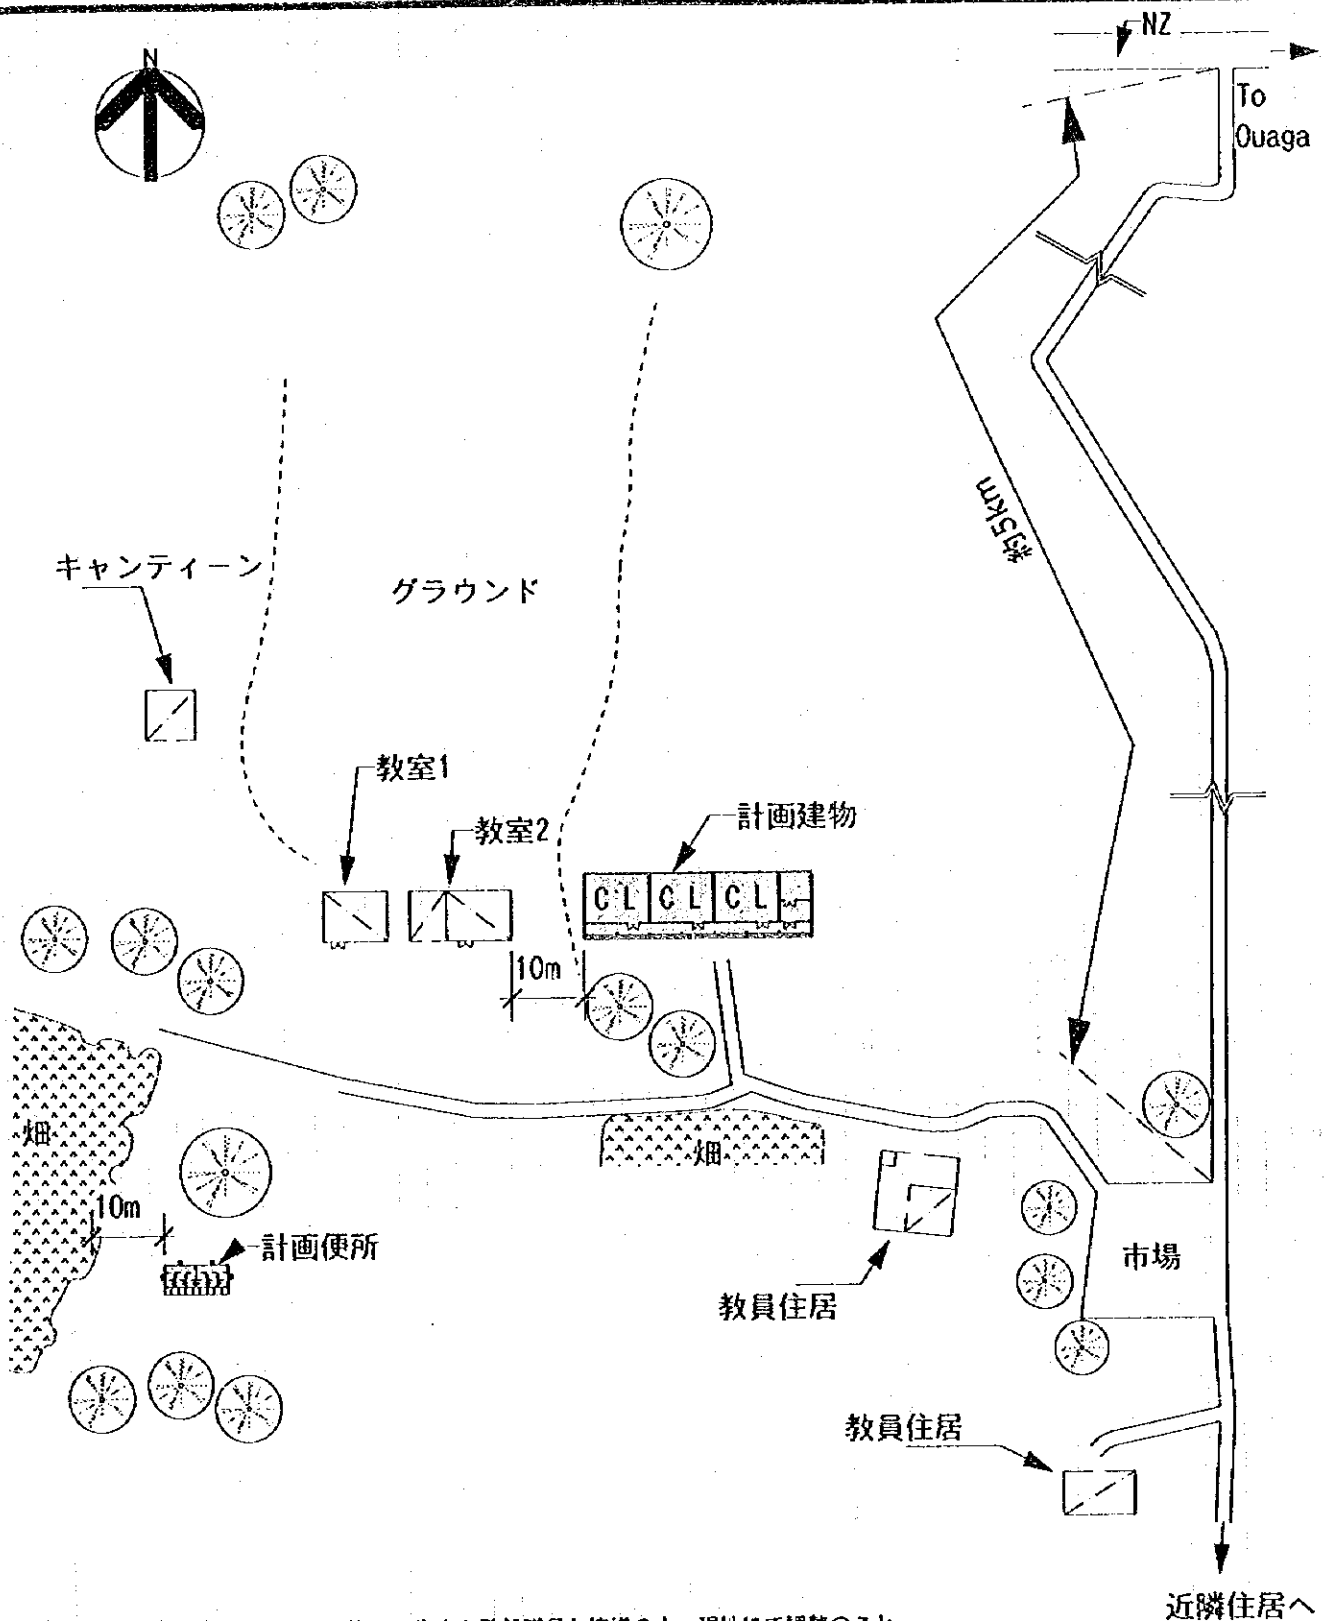 NZ
N
To
Ouaga
約5km
キャンティーン
グラウンド
教室1
教室2
計画建物
CL CL CL
10m
畑
畑
10m
計画便所
市場
教員住居
教員住居
近隣住居へ